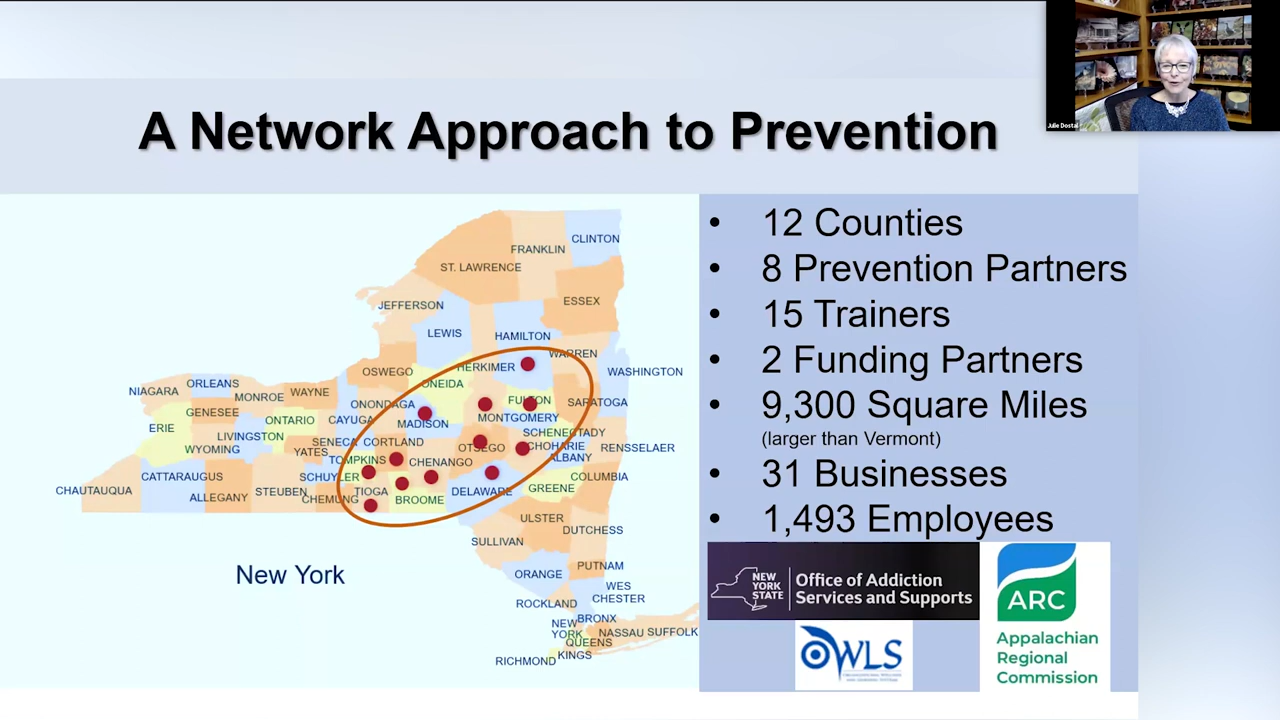 Julie Dostal
A Network Approach to Prevention
CLINTON
FRANKLIN
ST. LAWRENCE
ESSEX
JEFFERSON
LEWIS
HAMILTON
WARREN
HERKIMER
OSWEGO
WASHINGTON
ONEIDA
ORLEANS
NIAGARA
MONROE
WAYNE
FULTON
SARATOGA
ONONDAGA
GENESEE
ONTARIO
CAYUGA
MADISON
MONTGOMERY
ERIE
LIVINGSTON
SCHENECTADY
SENECA
CORTLAND
WYOMING
YATES
OTSEGO
SCHOHARIE
RENSSELAER
ALBANY
TOMPKINS
CHENANGO
CATTARAUGUS
SCHUYLER
COLUMBIA
CHAUTAUQUA
STEUBEN
TIOGA
DELAWARE
GREENE
ALLEGANY
CHEMUNG
BROOME
ULSTER
DUTCHESS
SULLIVAN
PUTNAM
ORANGE
WES
CHESTER
ROCKLAND
BRONX
NEW
YORK
NASSAU
SUFFOLK
QUEENS
KINGS
RICHMOND
New York
• 12 Counties
• 8 Prevention Partners
• 15 Trainers
• 2 Funding Partners
• 9,300 Square Miles
(larger than Vermont)
• 31 Businesses
• 1,493 Employees
NEW
YORK
STATE
Office of Addiction
Services and Supports
ARC
Appalachian
Regional
Commission
OWLS